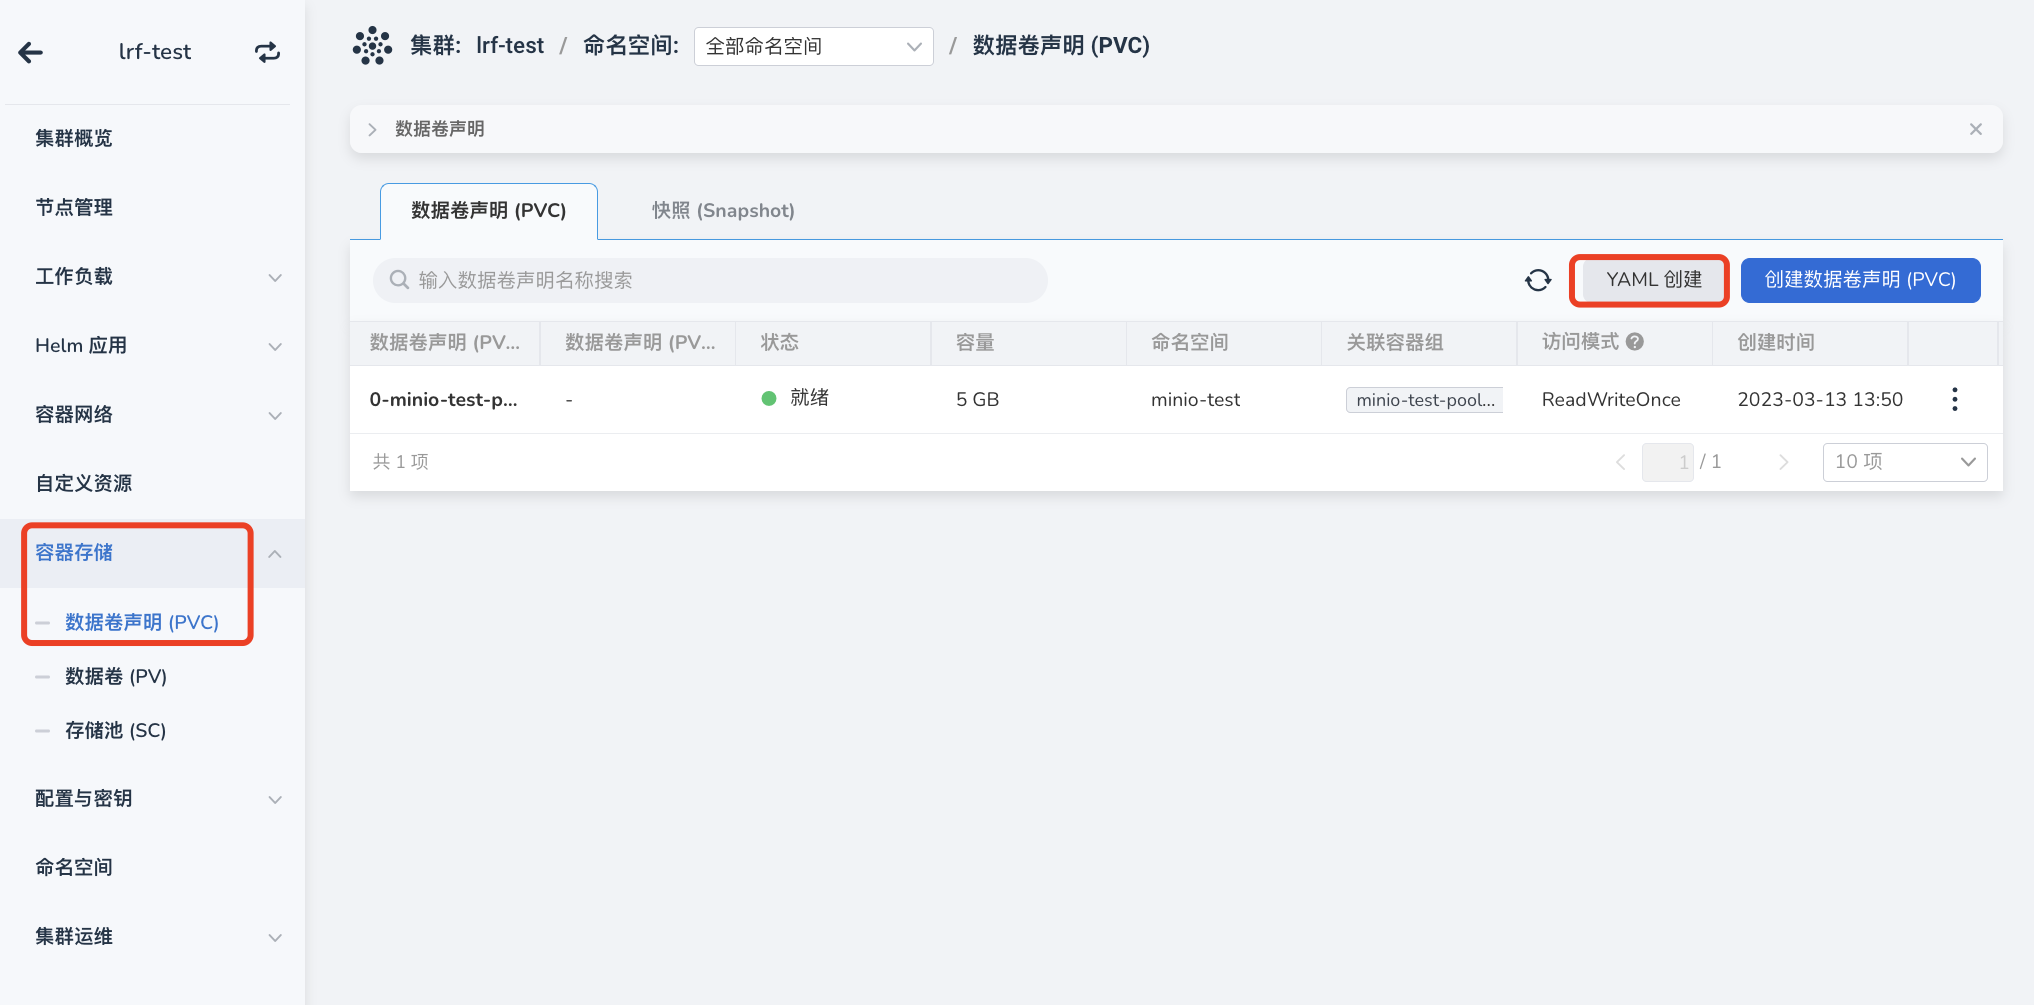 lrf-test
集群概览
节点管理
工作负载
Helm 应用
容器网络
自定义资源
容器存储
数据卷声明 (PVC)
数据卷 (PV)
存储池 (SC)
配置与密钥
命名空间
集群运维
集群: lrf-test / 命名空间: 全部命名空间 / 数据卷声明 (PVC)
数据卷声明
数据卷声明 (PVC) 快照 (Snapshot)
输入数据卷声明名称搜索 YAML 创建 创建数据卷声明 (PVC)
数据卷声明 (PV... 数据卷声明 (PV... 状态 容量 命名空间 关联容器组 访问模式 ? 创建时间
0-minio-test-p... - 就绪 5 GB minio-test minio-test-pool... ReadWriteOnce 2023-03-13 13:50
共 1 项 1 / 1 10 项